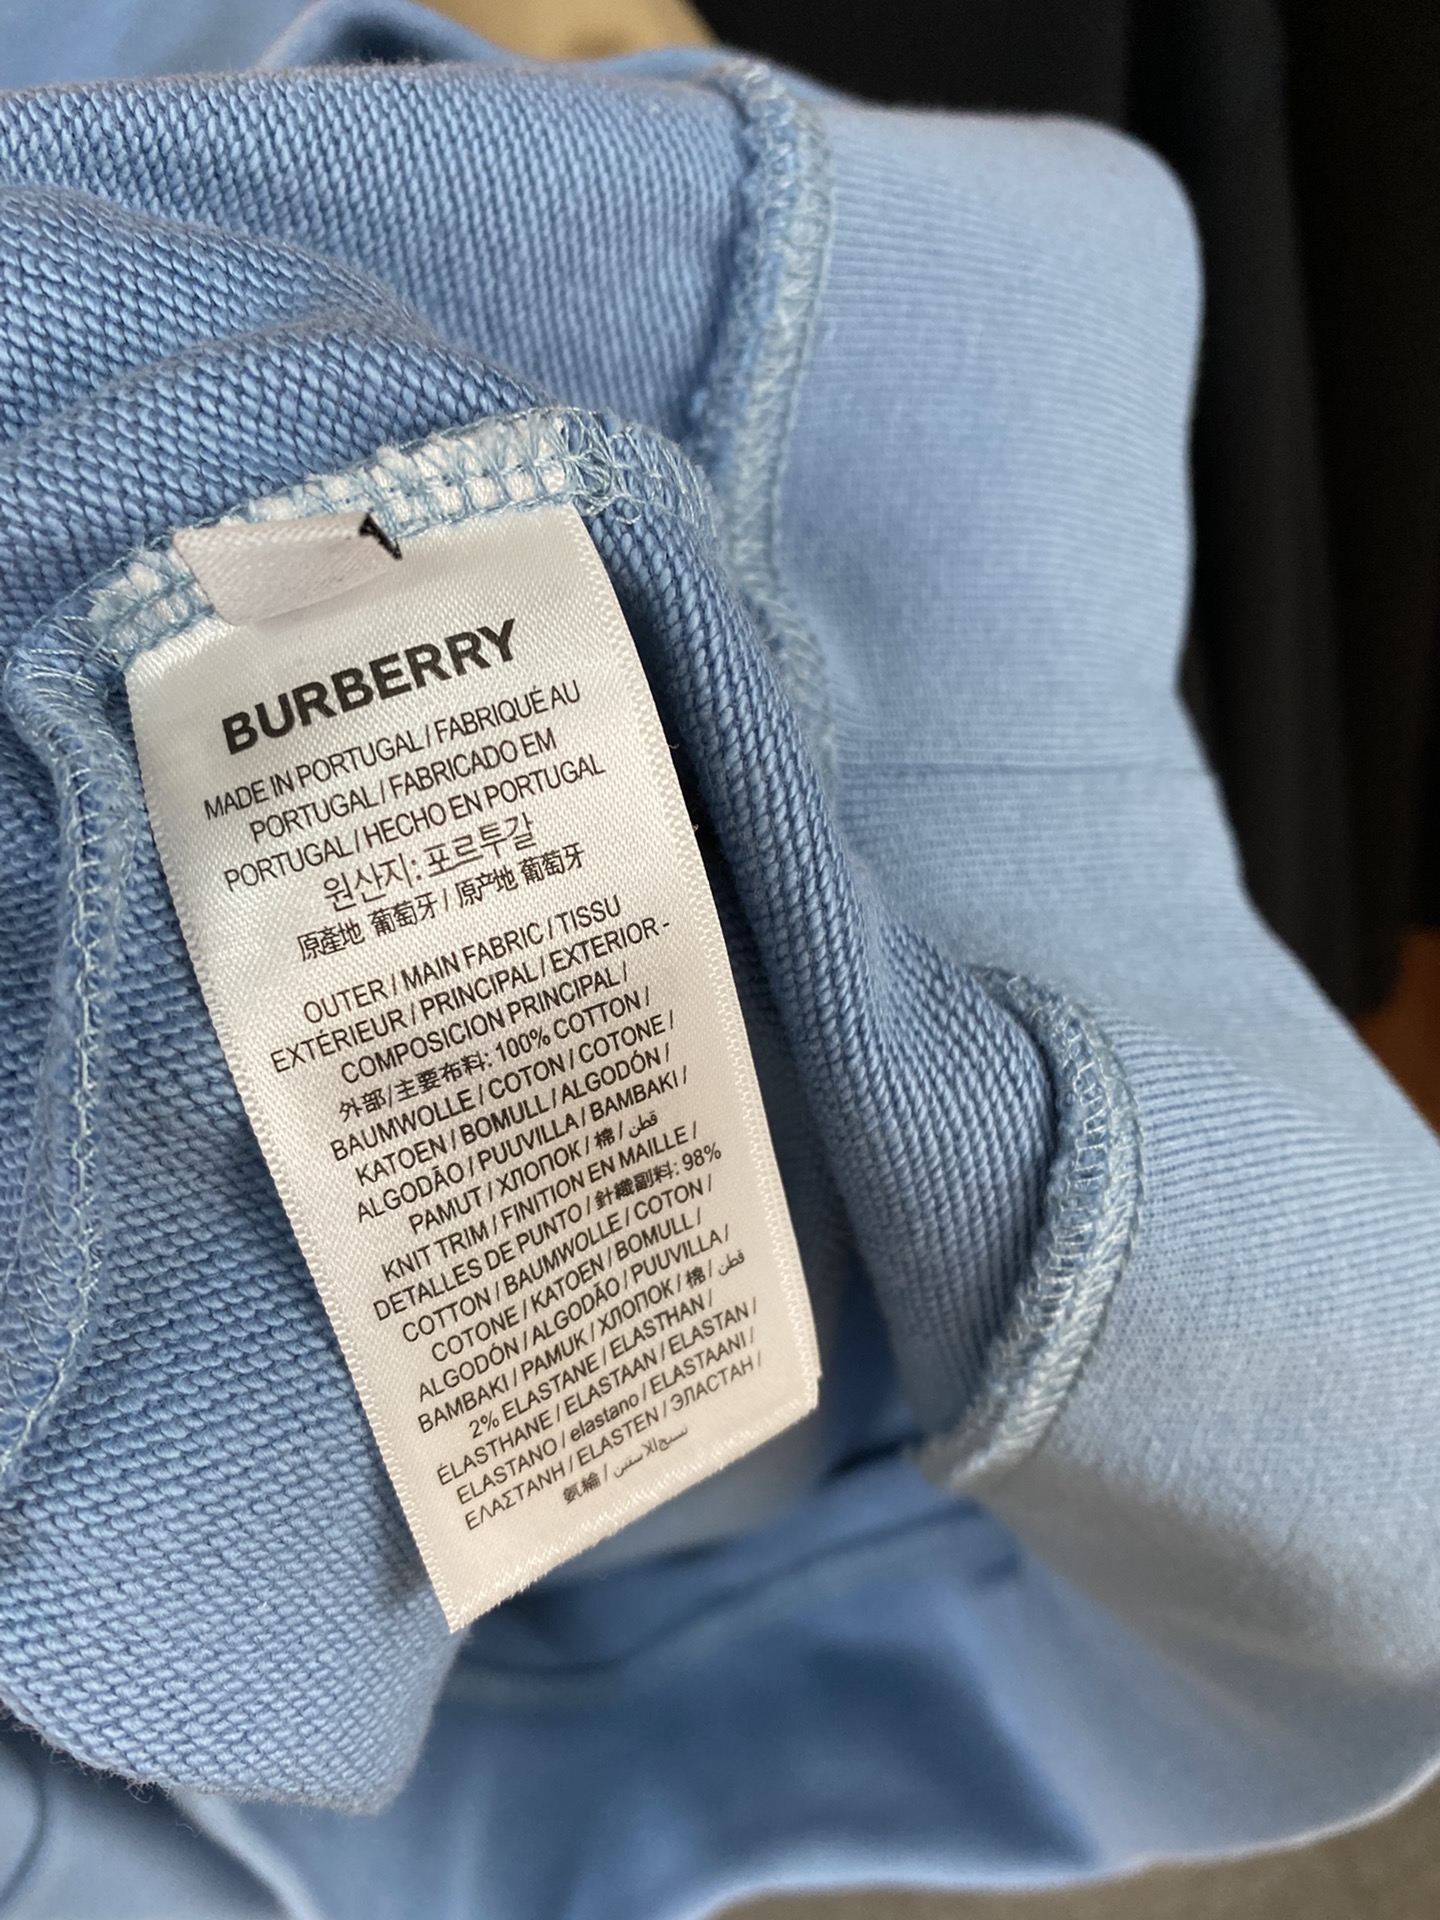 BURBERRY
MADE IN PORTUGAL / FABRIQUÉ AU
PORTUGAL / FABRICADO EM
PORTUGAL / HECHO EN PORTUGAL
원산지: 포르투갈
原產地 葡萄牙 / 原产地 葡萄牙
OUTER / MAIN FABRIC / TISSU
EXTÉRIEUR / PRINCIPAL / EXTERIOR -
COMPOSICION PRINCIPAL /
外部/主要布料: 100% COTTON /
BAUMWOLLE / COTON / COTONE /
KATOEN / BOMULL / ALGODÓN /
ALGODÃO / PUUVILLA / BAMBAKI /
PAMUT / ХЛОПОК / 棉 / قطن
KNIT TRIM / FINITION EN MAILLE /
DETALLES DE PUNTO / 針織副料: 98%
COTTON / BAUMWOLLE / COTON /
COTONE / KATOEN / BOMULL /
ALGODÓN / ALGODÃO / PUUVILLA /
BAMBAKI / PAMUK / ХЛОПОК / 棉 / قطن
2% ELASTANE / ELASTHAN /
ÉLASTHANE / ELASTAAN / ELASTAN /
ELASTANO / elastano / ELASTAANI /
ΕΛΑΣΤΑΝΗ / ELASTEN / ЭЛАСТАН /
氨綸 /